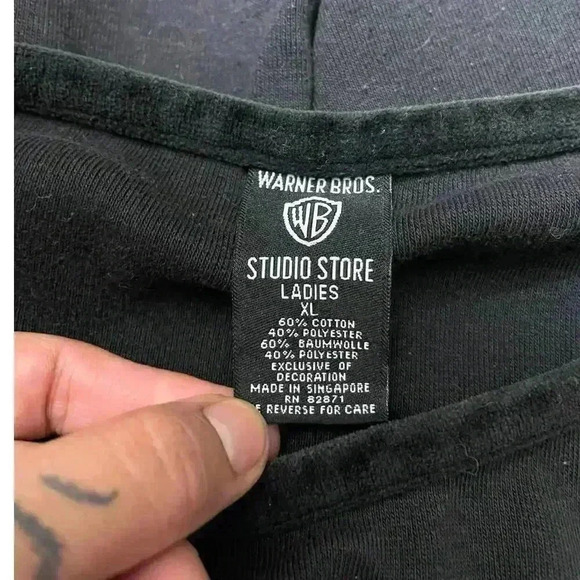 WARNER BROS.
WB
STUDIO STORE
LADIES
XL
60% COTTON
40% POLYESTER
60% BAUMWOLLE
40% POLYESTER
EXCLUSIVE OF
DECORATION
MADE IN SINGAPORE
RN 82871
E REVERSE FOR CARE